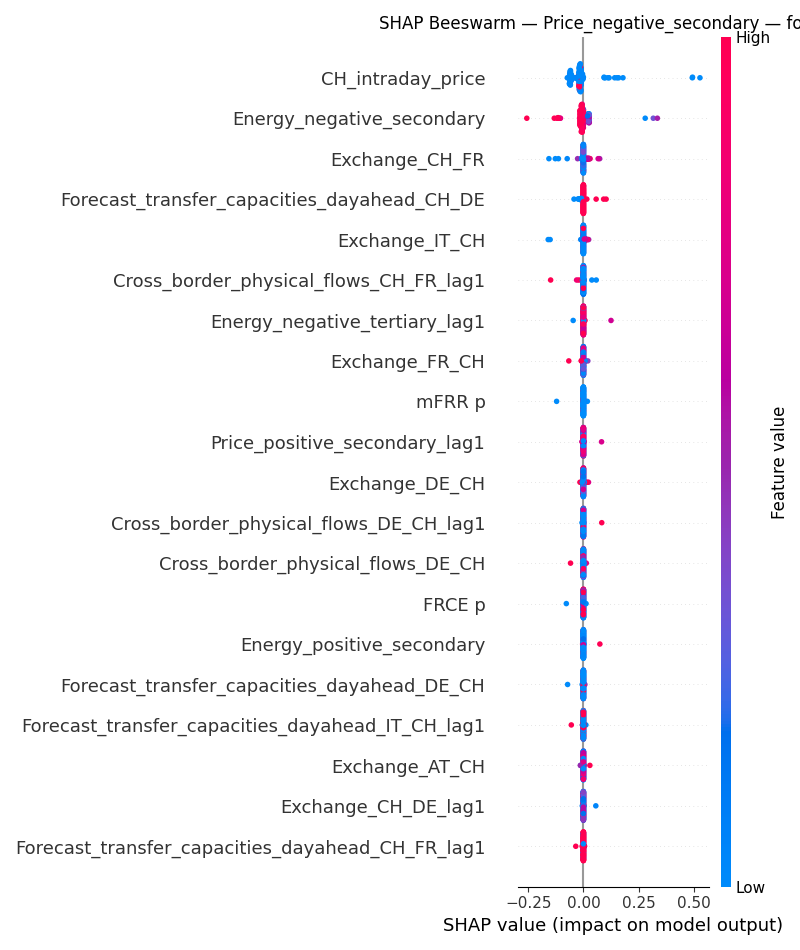 SHAP Beeswarm — Price_negative_secondary — fo
High
CH_intraday_price
Energy_negative_secondary
Exchange_CH_FR
Forecast_transfer_capacities_dayahead_CH_DE
Exchange_IT_CH
Cross_border_physical_flows_CH_FR_lag1
Energy_negative_tertiary_lag1
Exchange_FR_CH
mFRR p
Price_positive_secondary_lag1
Exchange_DE_CH
Cross_border_physical_flows_DE_CH_lag1
Cross_border_physical_flows_DE_CH
FRCE p
Energy_positive_secondary
Forecast_transfer_capacities_dayahead_DE_CH
Forecast_transfer_capacities_dayahead_IT_CH_lag1
Exchange_AT_CH
Exchange_CH_DE_lag1
Forecast_transfer_capacities_dayahead_CH_FR_lag1
Feature value
Low
−0.25 0.00 0.25 0.50
SHAP value (impact on model output)